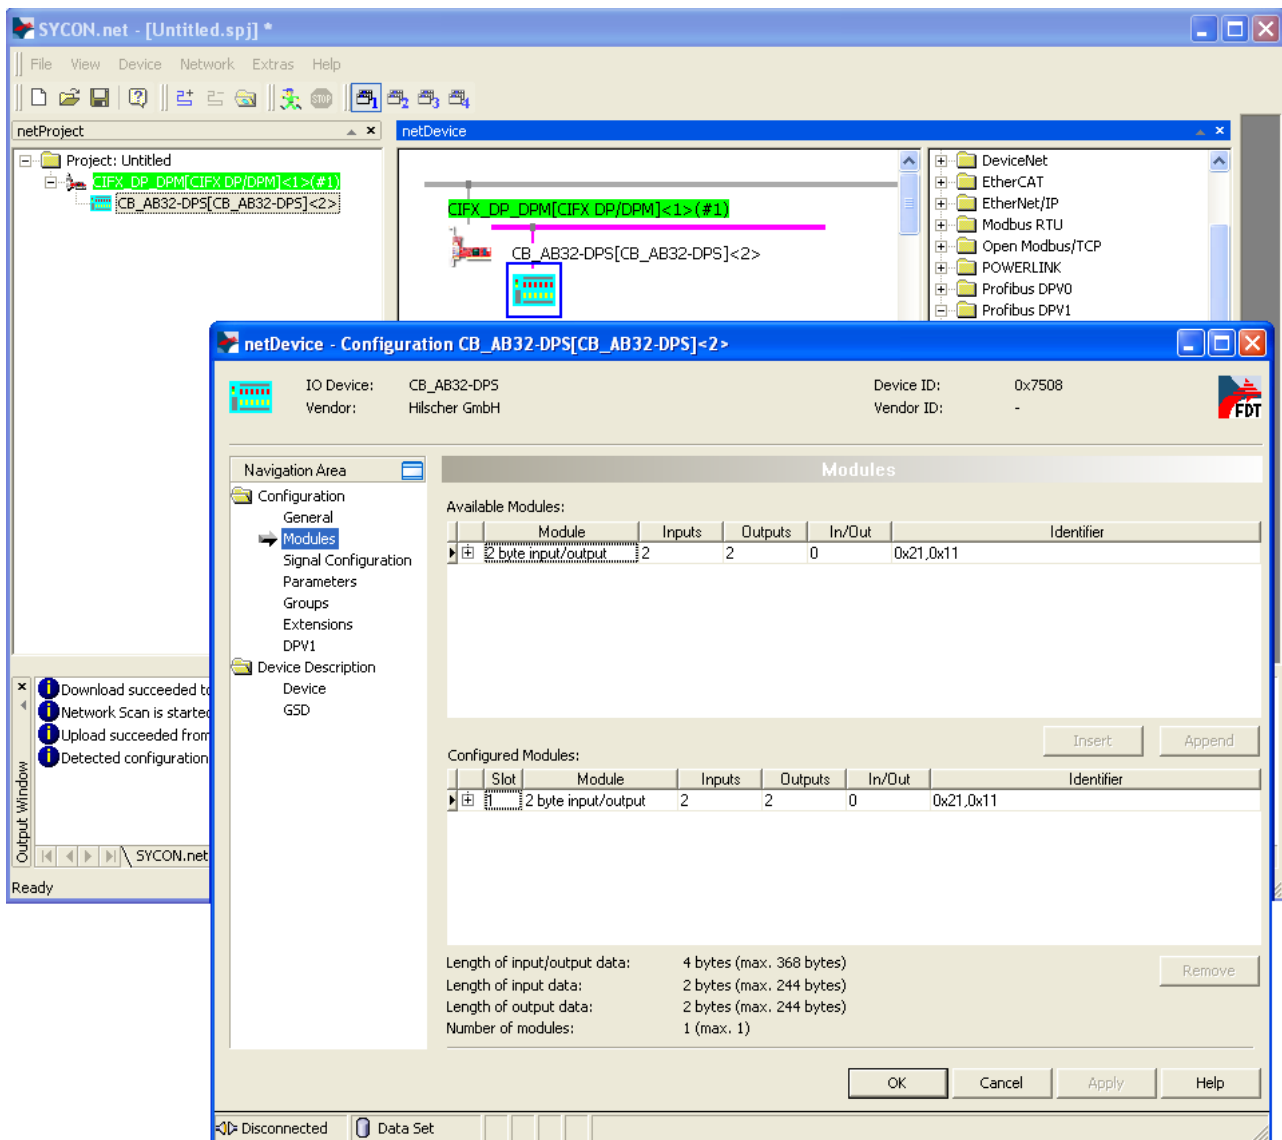 SYCON.net - [Untitled.spj] *
File View Device Network Extras Help
netProject
netDevice
Project: Untitled
CIFX_DP_DPM[CIFX DP/DPM]<1>(#1)
CB_AB32-DPS[CB_AB32-DPS]<2>
CIFX_DP_DPM[CIFX DP/DPM]<1>(#1)
CB_AB32-DPS[CB_AB32-DPS]<2>
DeviceNet
EtherCAT
EtherNet/IP
Modbus RTU
Open Modbus/TCP
POWERLINK
Profibus DPV0
Profibus DPV1
netDevice - Configuration CB_AB32-DPS[CB_AB32-DPS]<2>
IO Device: CB_AB32-DPS Device ID: 0x7508
Vendor: Hilscher GmbH Vendor ID: -
FDT
Navigation Area
Configuration
General
Modules
Signal Configuration
Parameters
Groups
Extensions
DPV1
Device Description
Device
GSD
Modules
Available Modules:
Module Inputs Outputs In/Out Identifier
2 byte input/output 2 2 0 0x21,0x11
Insert Append
Configured Modules:
Slot Module Inputs Outputs In/Out Identifier
1 2 byte input/output 2 2 0 0x21,0x11
Length of input/output data: 4 bytes (max. 368 bytes)
Length of input data: 2 bytes (max. 244 bytes)
Length of output data: 2 bytes (max. 244 bytes)
Number of modules: 1 (max. 1)
Remove
OK Cancel Apply Help
Disconnected Data Set
Download succeeded to
Network Scan is started
Upload succeeded from
Detected configuration
Output Window
SYCON.net
Ready